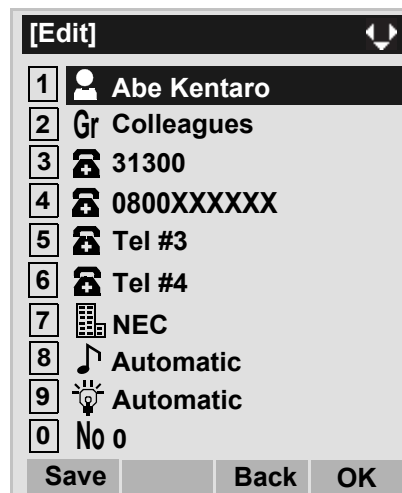 [Edit]
1 Abe Kentaro
2 Gr Colleagues
3 31300
4 0800XXXXXX
5 Tel #3
6 Tel #4
7 NEC
8 Automatic
9 Automatic
0 No 0
Save Back OK